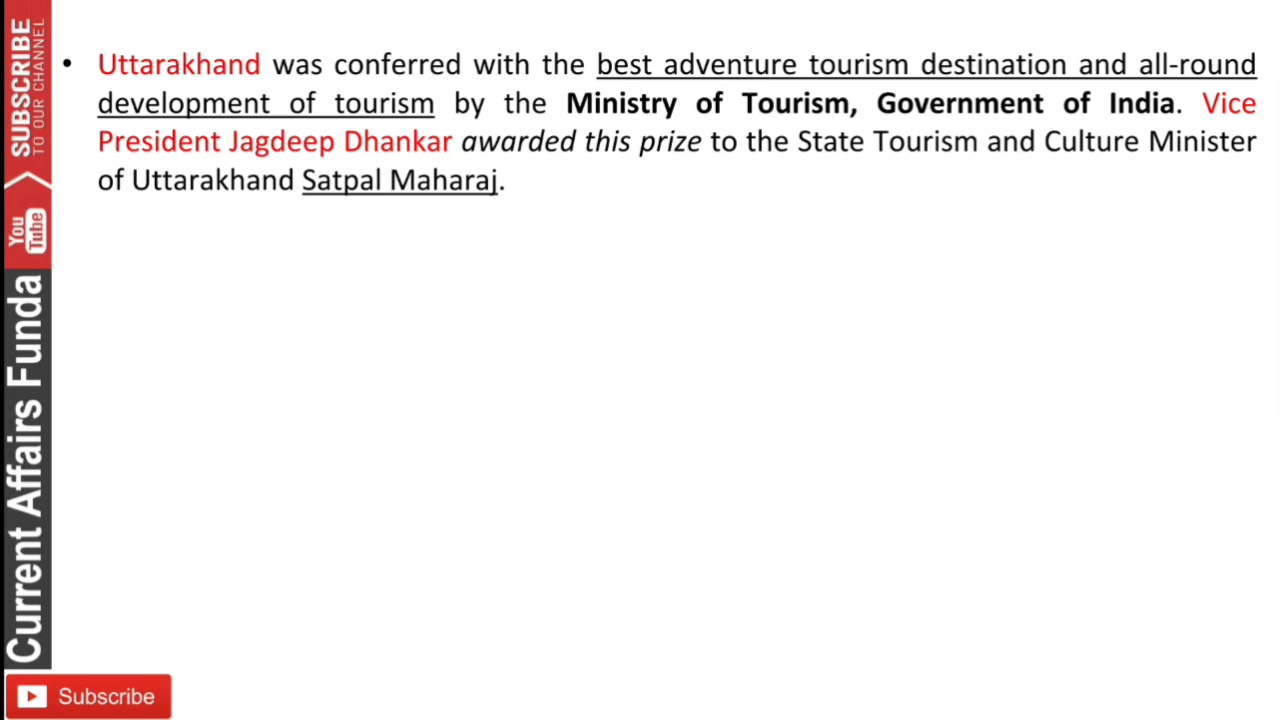 • Uttarakhand was conferred with the best adventure tourism destination and all-round
development of tourism by the Ministry of Tourism, Government of India. Vice
President Jagdeep Dhankar awarded this prize to the State Tourism and Culture Minister
of Uttarakhand Satpal Maharaj.
SUBSCRIBE
TO OUR CHANNEL
You
Tube
Current Affairs Funda
Subscribe